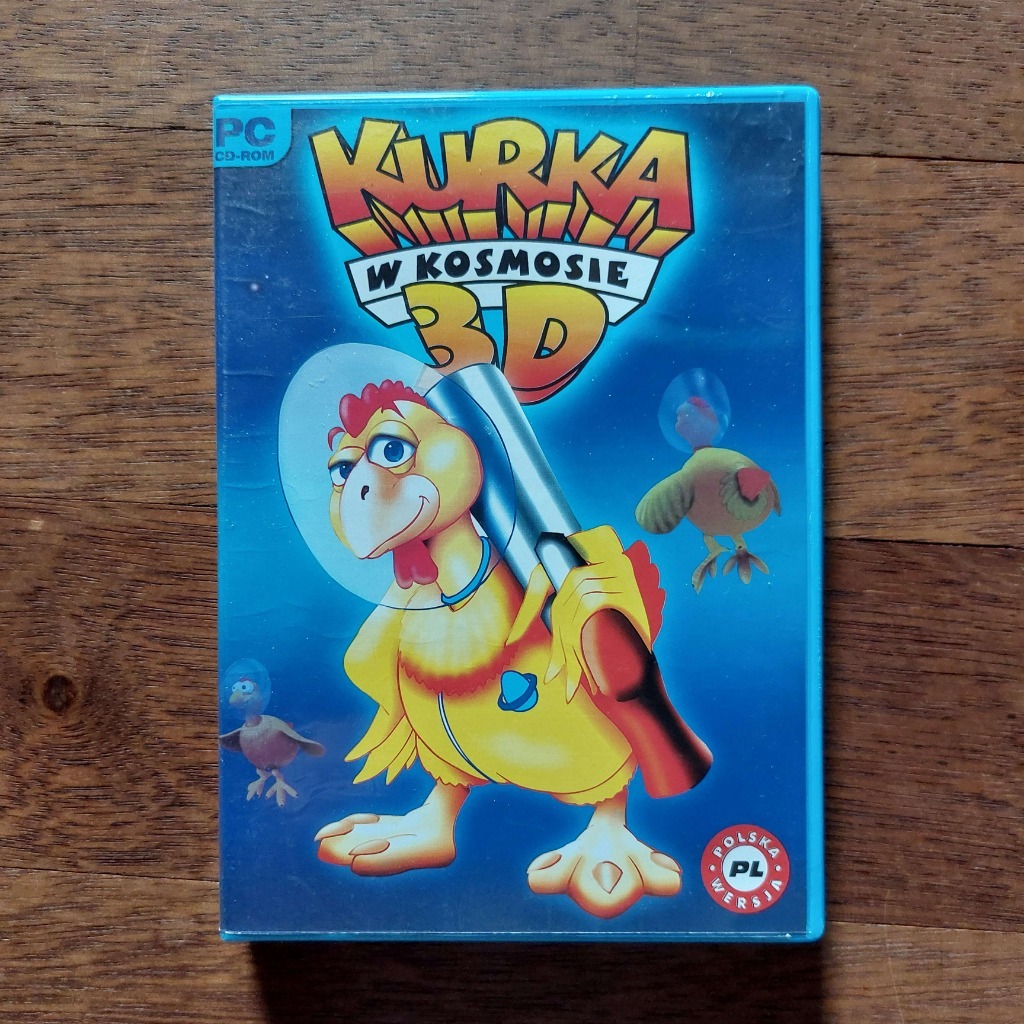 PC
CD-ROM
KURKA
W KOSMOSIE
3D
POLSKA
PL
WERSJA